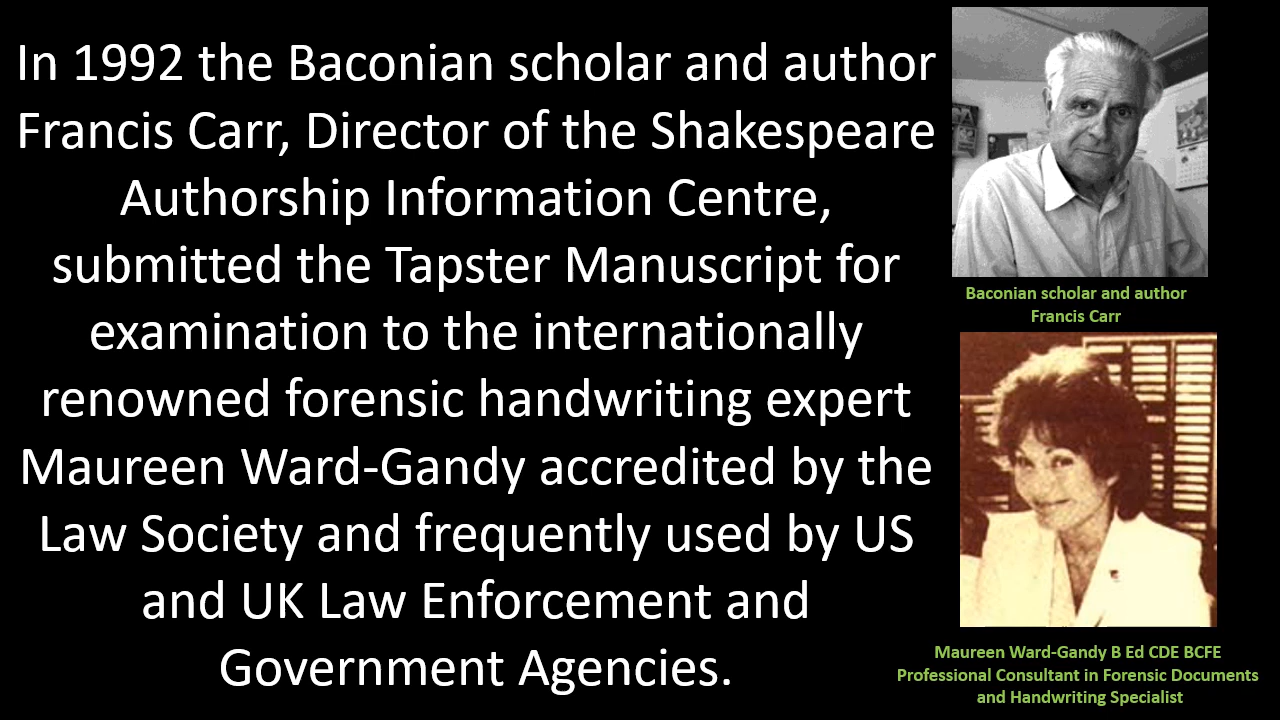 In 1992 the Baconian scholar and author
Francis Carr, Director of the Shakespeare
Authorship Information Centre,
submitted the Tapster Manuscript for
examination to the internationally
renowned forensic handwriting expert
Maureen Ward-Gandy accredited by the
Law Society and frequently used by US
and UK Law Enforcement and
Government Agencies.
Baconian scholar and author
Francis Carr
Maureen Ward-Gandy B Ed CDE BCFE
Professional Consultant in Forensic Documents
and Handwriting Specialist